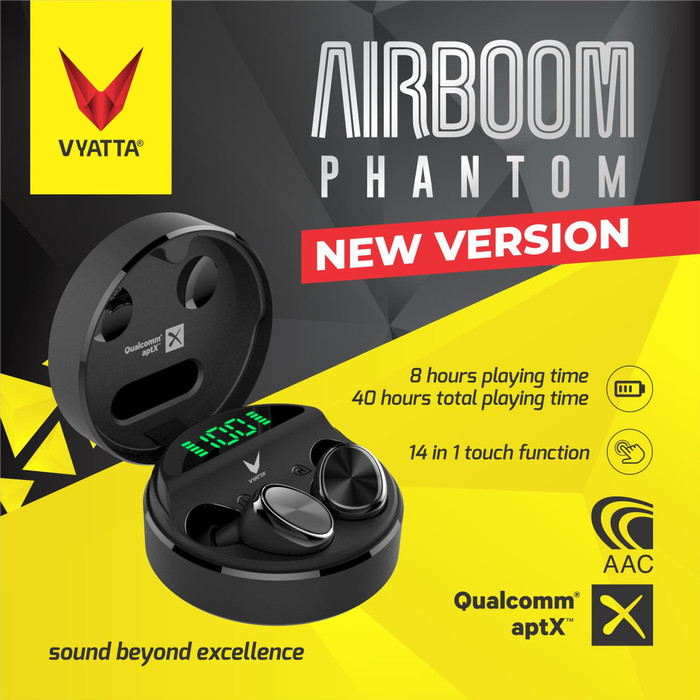 VYATTA®
AIRBOOM
PHANTOM
NEW VERSION
Qualcomm®
aptX™
8 hours playing time
40 hours total playing time
14 in 1 touch function
VYATTA
AAC
Qualcomm®
aptX™
sound beyond excellence